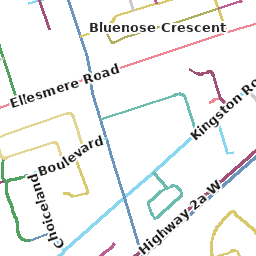 Bluenose Crescent
Ellesmere Road
Kingston Ro
Boulevard
Choiceland
Highway 2a W